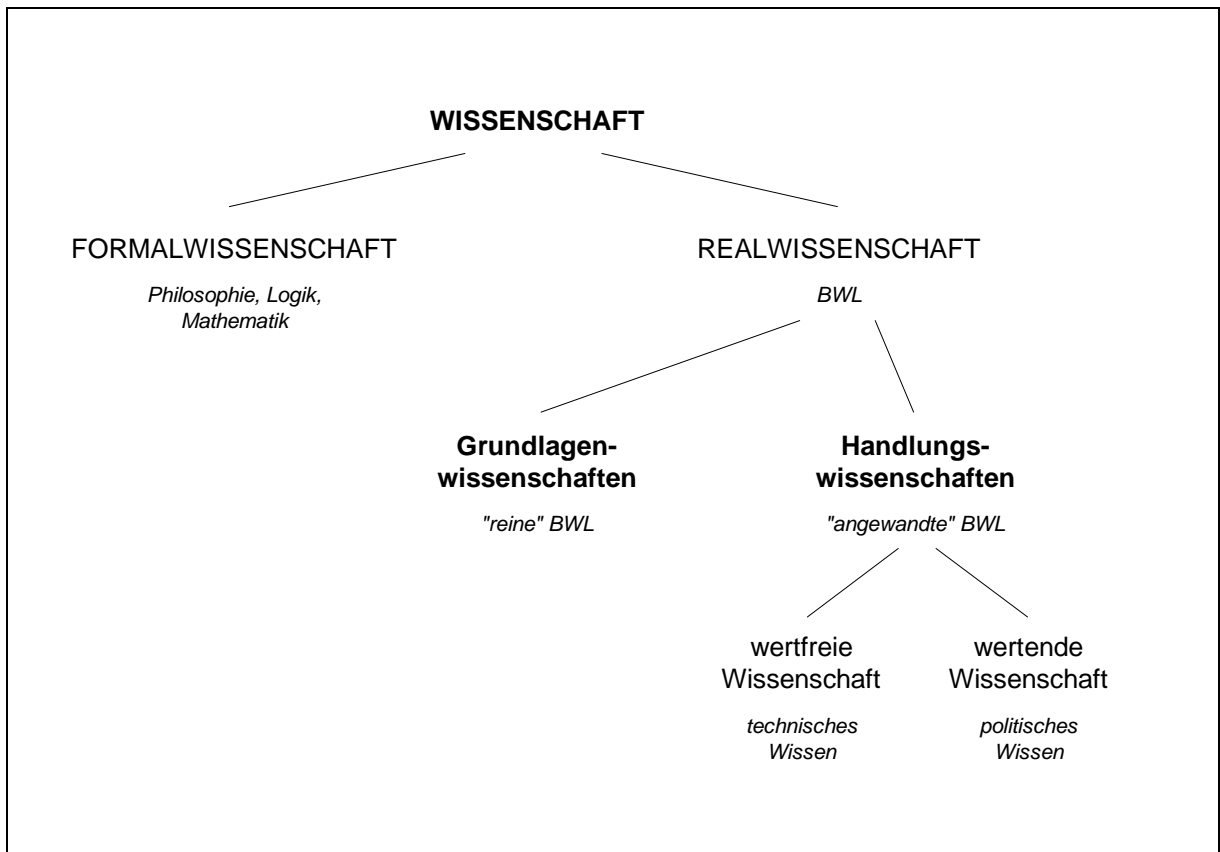 WISSENSCHAFT
FORMALWISSENSCHAFT
Philosophie, Logik,
Mathematik
REALWISSENSCHAFT
BWL
Grundlagen-
wissenschaften
"reine" BWL
Handlungs-
wissenschaften
"angewandte" BWL
wertfreie
Wissenschaft
technisches
Wissen
wertende
Wissenschaft
politisches
Wissen